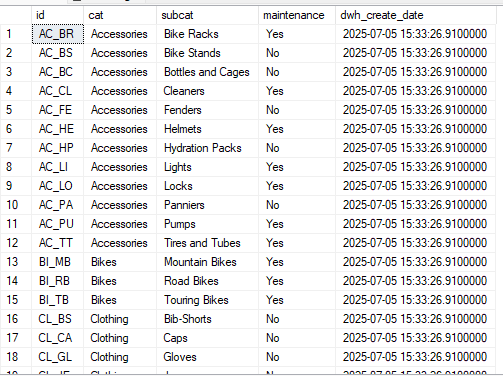 id cat subcat maintenance dwh_create_date
1 AC_BR Accessories Bike Racks Yes 2025-07-05 15:33:26.9100000
2 AC_BS Accessories Bike Stands No 2025-07-05 15:33:26.9100000
3 AC_BC Accessories Bottles and Cages No 2025-07-05 15:33:26.9100000
4 AC_CL Accessories Cleaners Yes 2025-07-05 15:33:26.9100000
5 AC_FE Accessories Fenders No 2025-07-05 15:33:26.9100000
6 AC_HE Accessories Helmets Yes 2025-07-05 15:33:26.9100000
7 AC_HP Accessories Hydration Packs No 2025-07-05 15:33:26.9100000
8 AC_LI Accessories Lights Yes 2025-07-05 15:33:26.9100000
9 AC_LO Accessories Locks Yes 2025-07-05 15:33:26.9100000
10 AC_PA Accessories Panniers No 2025-07-05 15:33:26.9100000
11 AC_PU Accessories Pumps Yes 2025-07-05 15:33:26.9100000
12 AC_TT Accessories Tires and Tubes Yes 2025-07-05 15:33:26.9100000
13 BI_MB Bikes Mountain Bikes Yes 2025-07-05 15:33:26.9100000
14 BI_RB Bikes Road Bikes Yes 2025-07-05 15:33:26.9100000
15 BI_TB Bikes Touring Bikes Yes 2025-07-05 15:33:26.9100000
16 CL_BS Clothing Bib-Shorts No 2025-07-05 15:33:26.9100000
17 CL_CA Clothing Caps No 2025-07-05 15:33:26.9100000
18 CL_GL Clothing Gloves No 2025-07-05 15:33:26.9100000